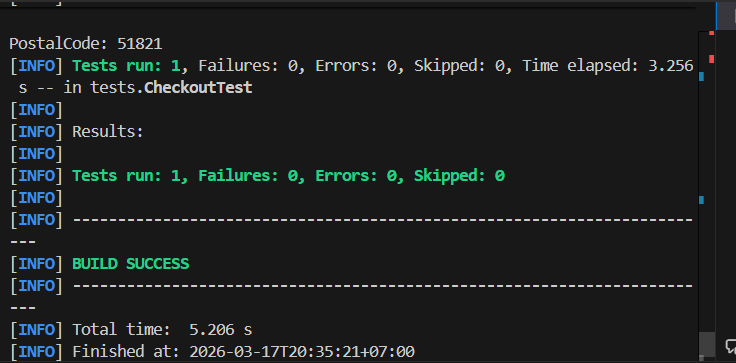 PostalCode: 51821
[INFO] Tests run: 1, Failures: 0, Errors: 0, Skipped: 0, Time elapsed: 3.256
 s -- in tests.CheckoutTest
[INFO]
[INFO] Results:
[INFO]
[INFO] Tests run: 1, Failures: 0, Errors: 0, Skipped: 0
[INFO]
[INFO] ---------------------------------------------------------------------
---
[INFO] BUILD SUCCESS
[INFO] ---------------------------------------------------------------------
---
[INFO] Total time:  5.206 s
[INFO] Finished at: 2026-03-17T20:35:21+07:00